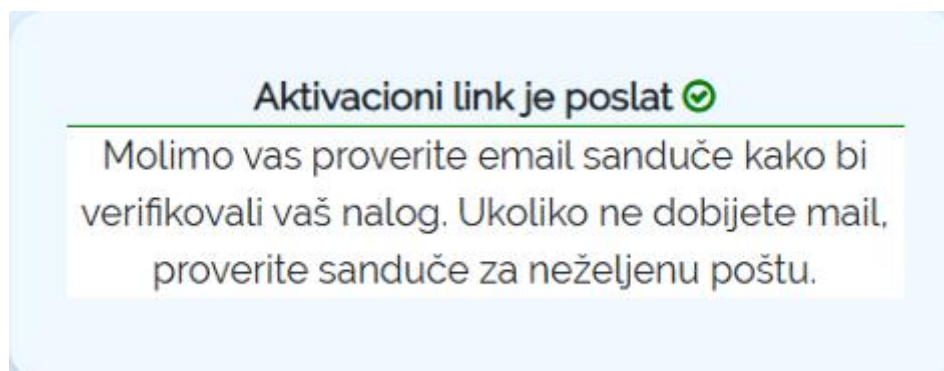 Aktivacioni link je poslat
Molimo vas proverite email sanduče kako bi
verifikovali vaš nalog. Ukoliko ne dobijete mail,
proverite sanduče za neželjenu poštu.